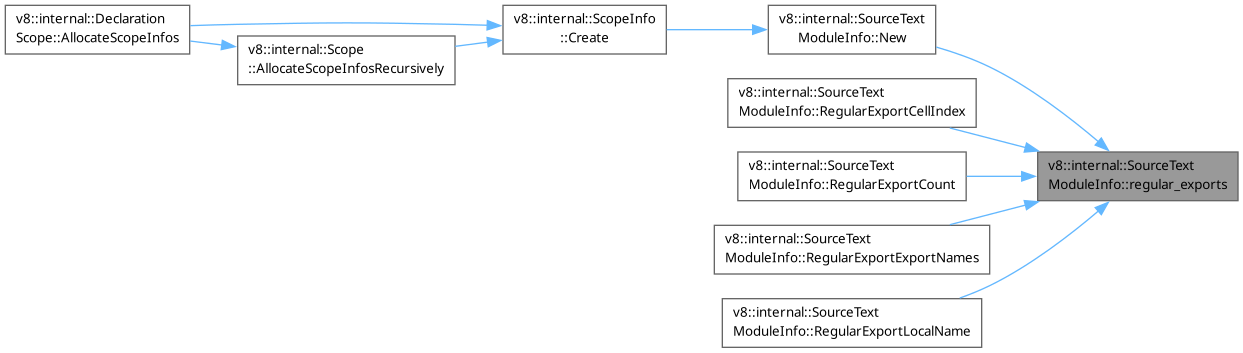 v8::internal::Declaration
Scope::AllocateScopeInfos
v8::internal::Scope
::AllocateScopeInfosRecursively
v8::internal::ScopeInfo
::Create
v8::internal::SourceText
ModuleInfo::New
v8::internal::SourceText
ModuleInfo::RegularExportCellIndex
v8::internal::SourceText
ModuleInfo::RegularExportCount
v8::internal::SourceText
ModuleInfo::RegularExportExportNames
v8::internal::SourceText
ModuleInfo::RegularExportLocalName
v8::internal::SourceText
ModuleInfo::regular_exports